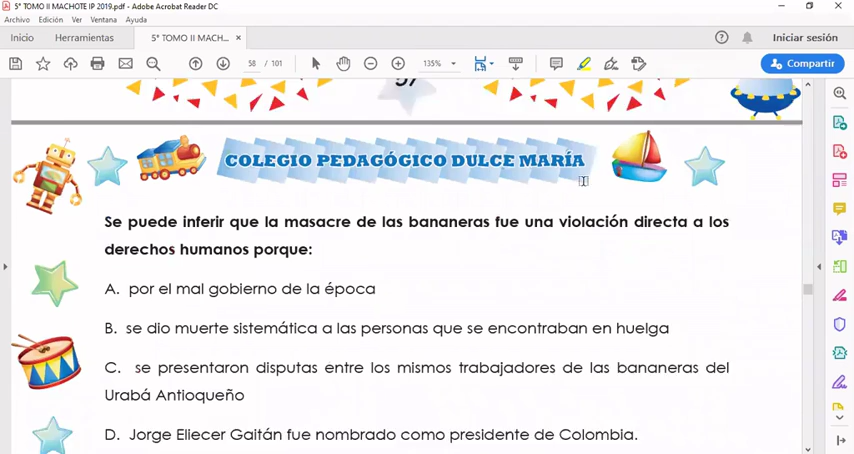 5° TOMO II MACHOTE IP 2019.pdf - Adobe Acrobat Reader DC
Archivo Edición Ver Ventana Ayuda
Inicio Herramientas 5° TOMO II MACH... × Iniciar sesión
58 / 101 135% Compartir
57
COLEGIO PEDAGÓGICO DULCE MARÍA
Se puede inferir que la masacre de las bananeras fue una violación directa a los
derechos humanos porque:
A. por el mal gobierno de la época
B. se dio muerte sistemática a las personas que se encontraban en huelga
C. se presentaron disputas entre los mismos trabajadores de las bananeras del
Urabá Antioqueño
D. Jorge Eliecer Gaitán fue nombrado como presidente de Colombia.